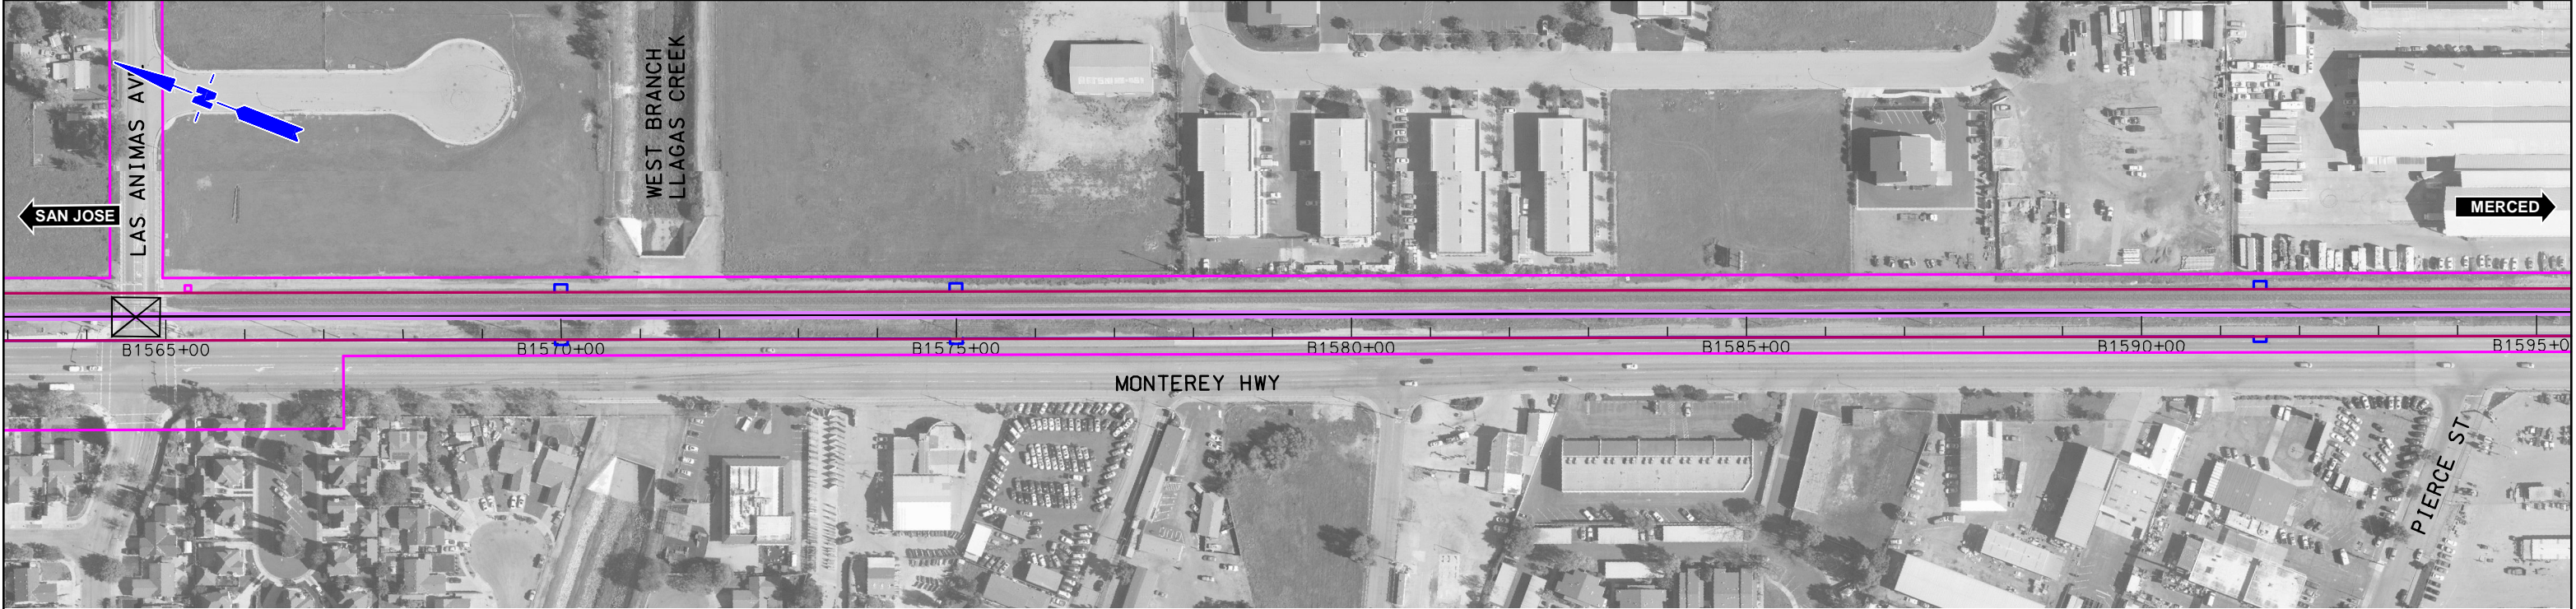 WEST BRANCH
LLAGAS CREEK
LAS ANIMAS AVE.
N
SAN JOSE
MERCED
B1565+00
B1570+00
B1575+00
B1580+00
B1585+00
B1590+00
B1595+0
MONTEREY HWY
PIERCE ST.